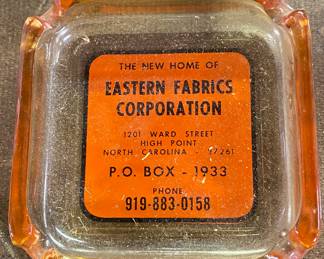 THE NEW HOME OF
EASTERN FABRICS
CORPORATION
1201 WARD STREET
HIGH POINT
NORTH CAROLINA - 27261
P.O. BOX - 1933
PHONE
919-883-0158